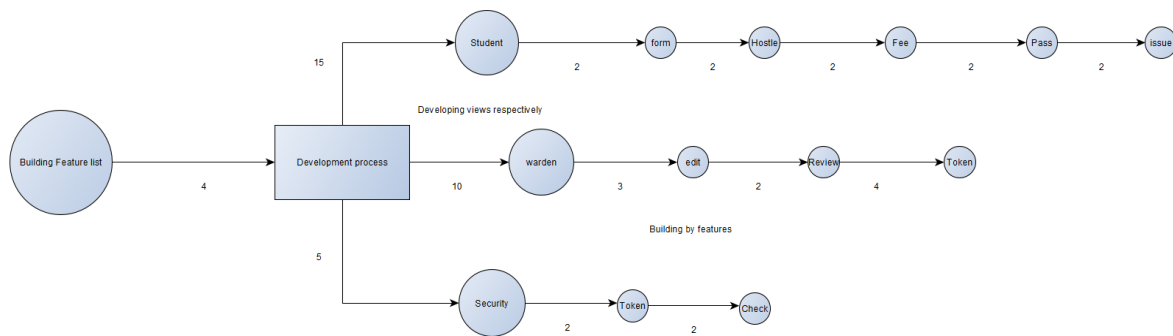 Student
form
Hostle
Fee
Pass
issue
15
2
2
2
2
2
Developing views respectively
Building Feature list
Development process
warden
edit
Review
Token
4
10
3
2
4
Building by features
5
Security
Token
Check
2
2